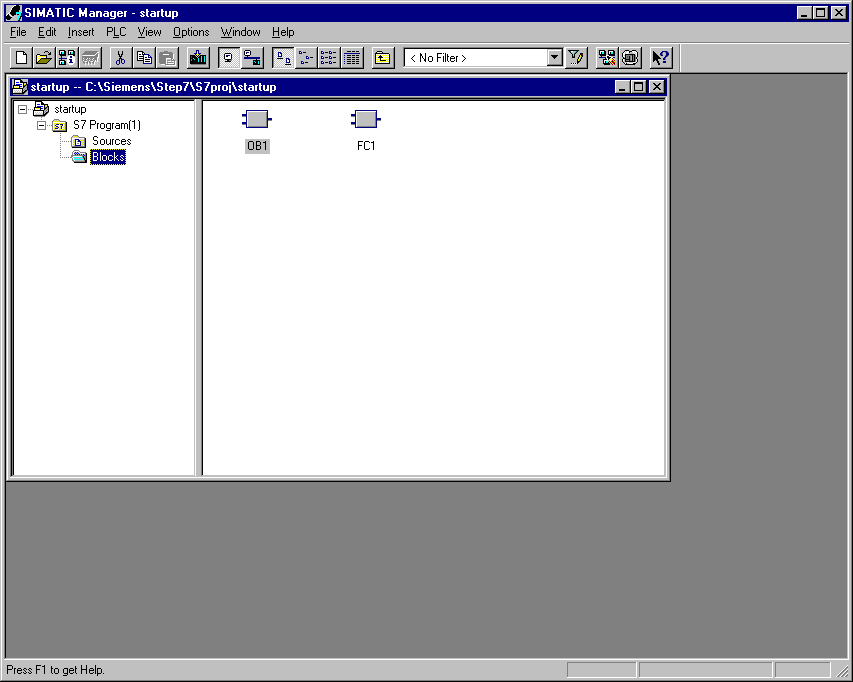 SIMATIC Manager - startup
File Edit Insert PLC View Options Window Help
< No Filter >
startup -- C:\Siemens\Step7\S7proj\startup
startup
S7 Program(1)
Sources
Blocks
OB1 FC1
Press F1 to get Help.